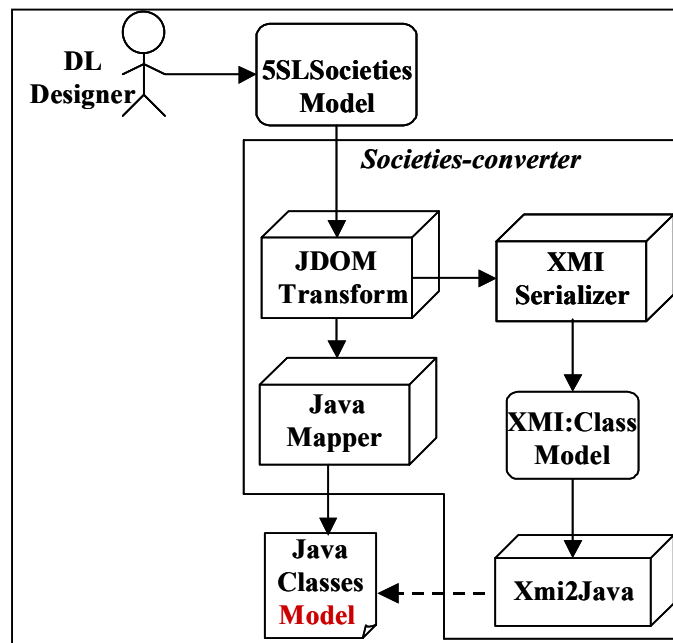 DL
Designer
5SLSocieties
Model
Societies-converter
JDOM
Transform
XMI
Serializer
Java
Mapper
XMI:Class
Model
Java
Classes
Model
Xmi2Java